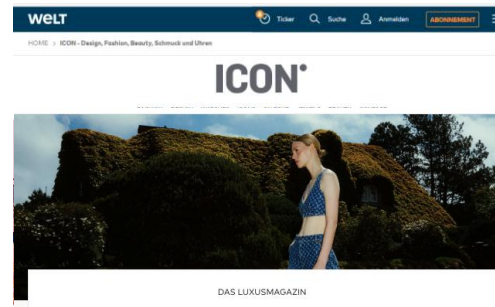 WELT
Ticker Suche Anmelden ABONNEMENT
HOME > ICON - Design, Fashion, Beauty, Schmuck und Uhren
ICON
DAS LUXUSMAGAZIN